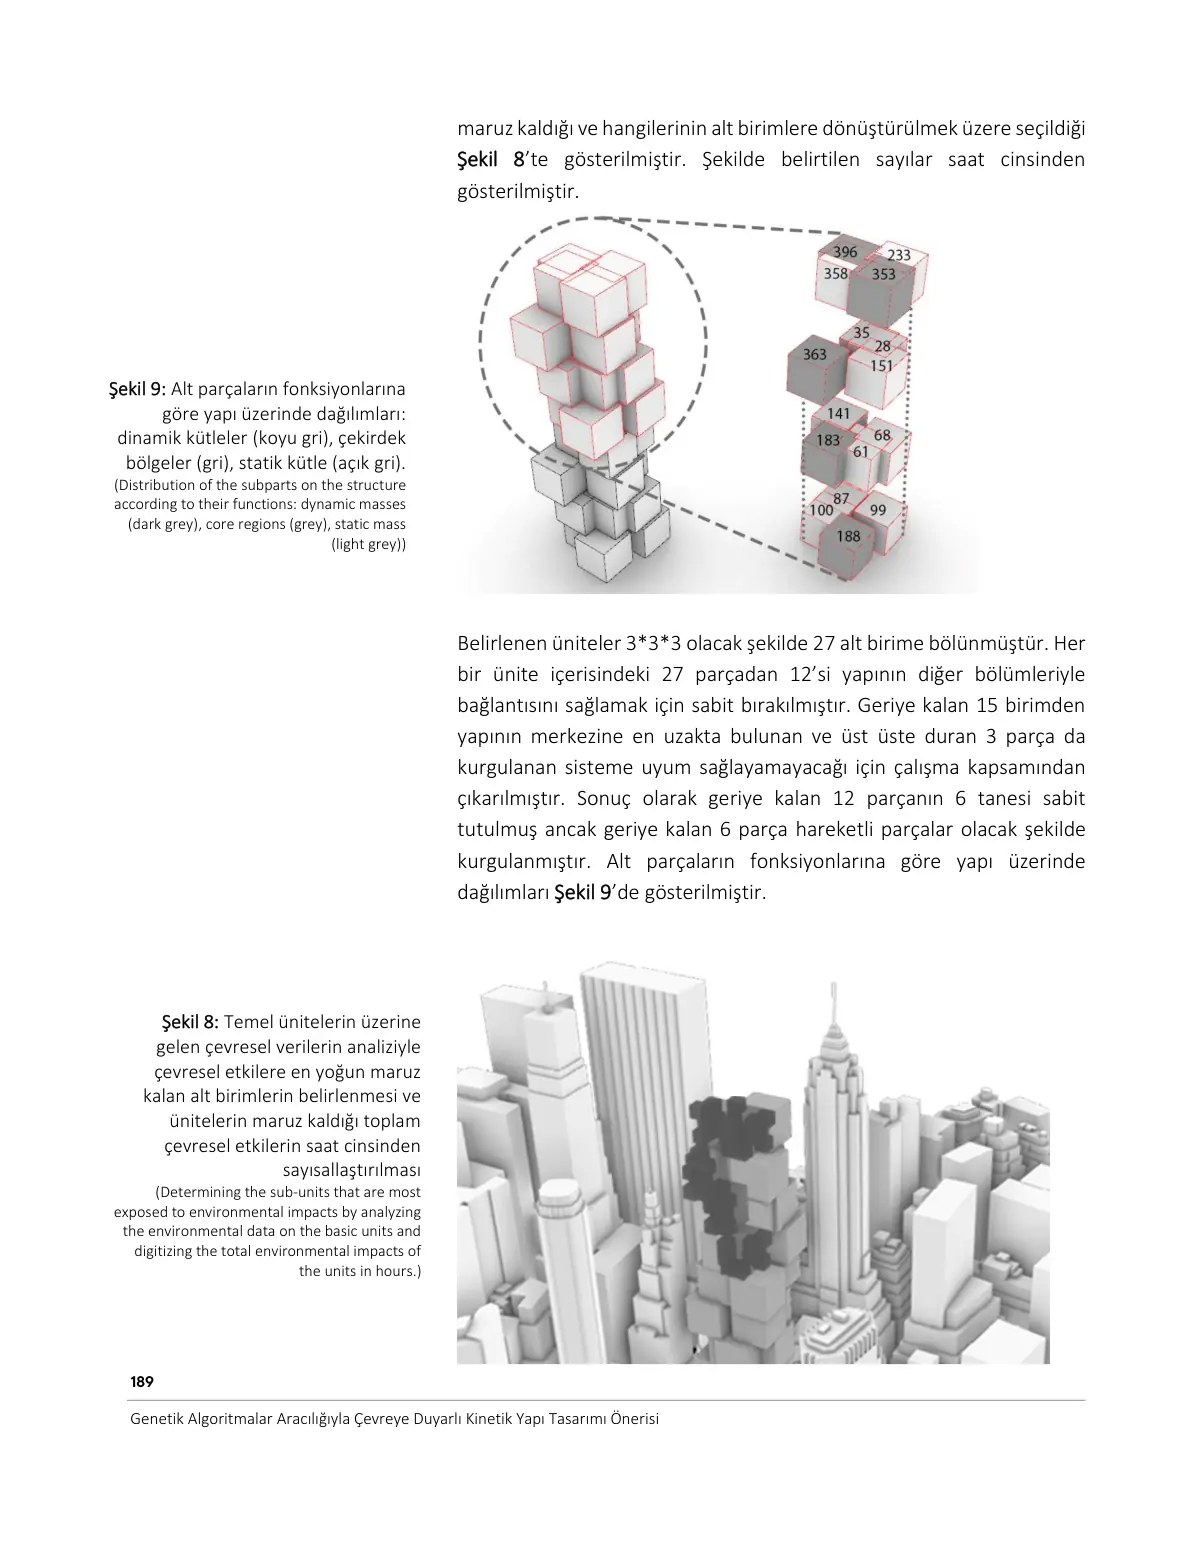 maruz kaldığı ve hangilerinin alt birimlere dönüştürülmek üzere seçildiği
Şekil 8’te gösterilmiştir. Şekilde belirtilen sayılar saat cinsinden
gösterilmiştir.
396
233
358
353
35
28
363
151
141
183
68
61
87
100
99
188
Şekil 9: Alt parçaların fonksiyonlarına
göre yapı üzerinde dağılımları:
dinamik kütleler (koyu gri), çekirdek
bölgeler (gri), statik kütle (açık gri).
(Distribution of the subparts on the structure
according to their functions: dynamic masses
(dark grey), core regions (grey), static mass
(light grey))
Belirlenen üniteler 3*3*3 olacak şekilde 27 alt birime bölünmüştür. Her
bir ünite içerisindeki 27 parçadan 12’si yapının diğer bölümleriyle
bağlantısını sağlamak için sabit bırakılmıştır. Geriye kalan 15 birimden
yapının merkezine en uzakta bulunan ve üst üste duran 3 parça da
kurgulanan sisteme uyum sağlayamayacağı için çalışma kapsamından
çıkarılmıştır. Sonuç olarak geriye kalan 12 parçanın 6 tanesi sabit
tutulmuş ancak geriye kalan 6 parça hareketli parçalar olacak şekilde
kurgulanmıştır. Alt parçaların fonksiyonlarına göre yapı üzerinde
dağılımları Şekil 9’de gösterilmiştir.
Şekil 8: Temel ünitelerin üzerine
gelen çevresel verilerin analiziyle
çevresel etkilere en yoğun maruz
kalan alt birimlerin belirlenmesi ve
ünitelerin maruz kaldığı toplam
çevresel etkilerin saat cinsinden
sayısallaştırılması
(Determining the sub-units that are most
exposed to environmental impacts by analyzing
the environmental data on the basic units and
digitizing the total environmental impacts of
the units in hours.)
189
Genetik Algoritmalar Aracılığıyla Çevreye Duyarlı Kinetik Yapı Tasarımı Önerisi